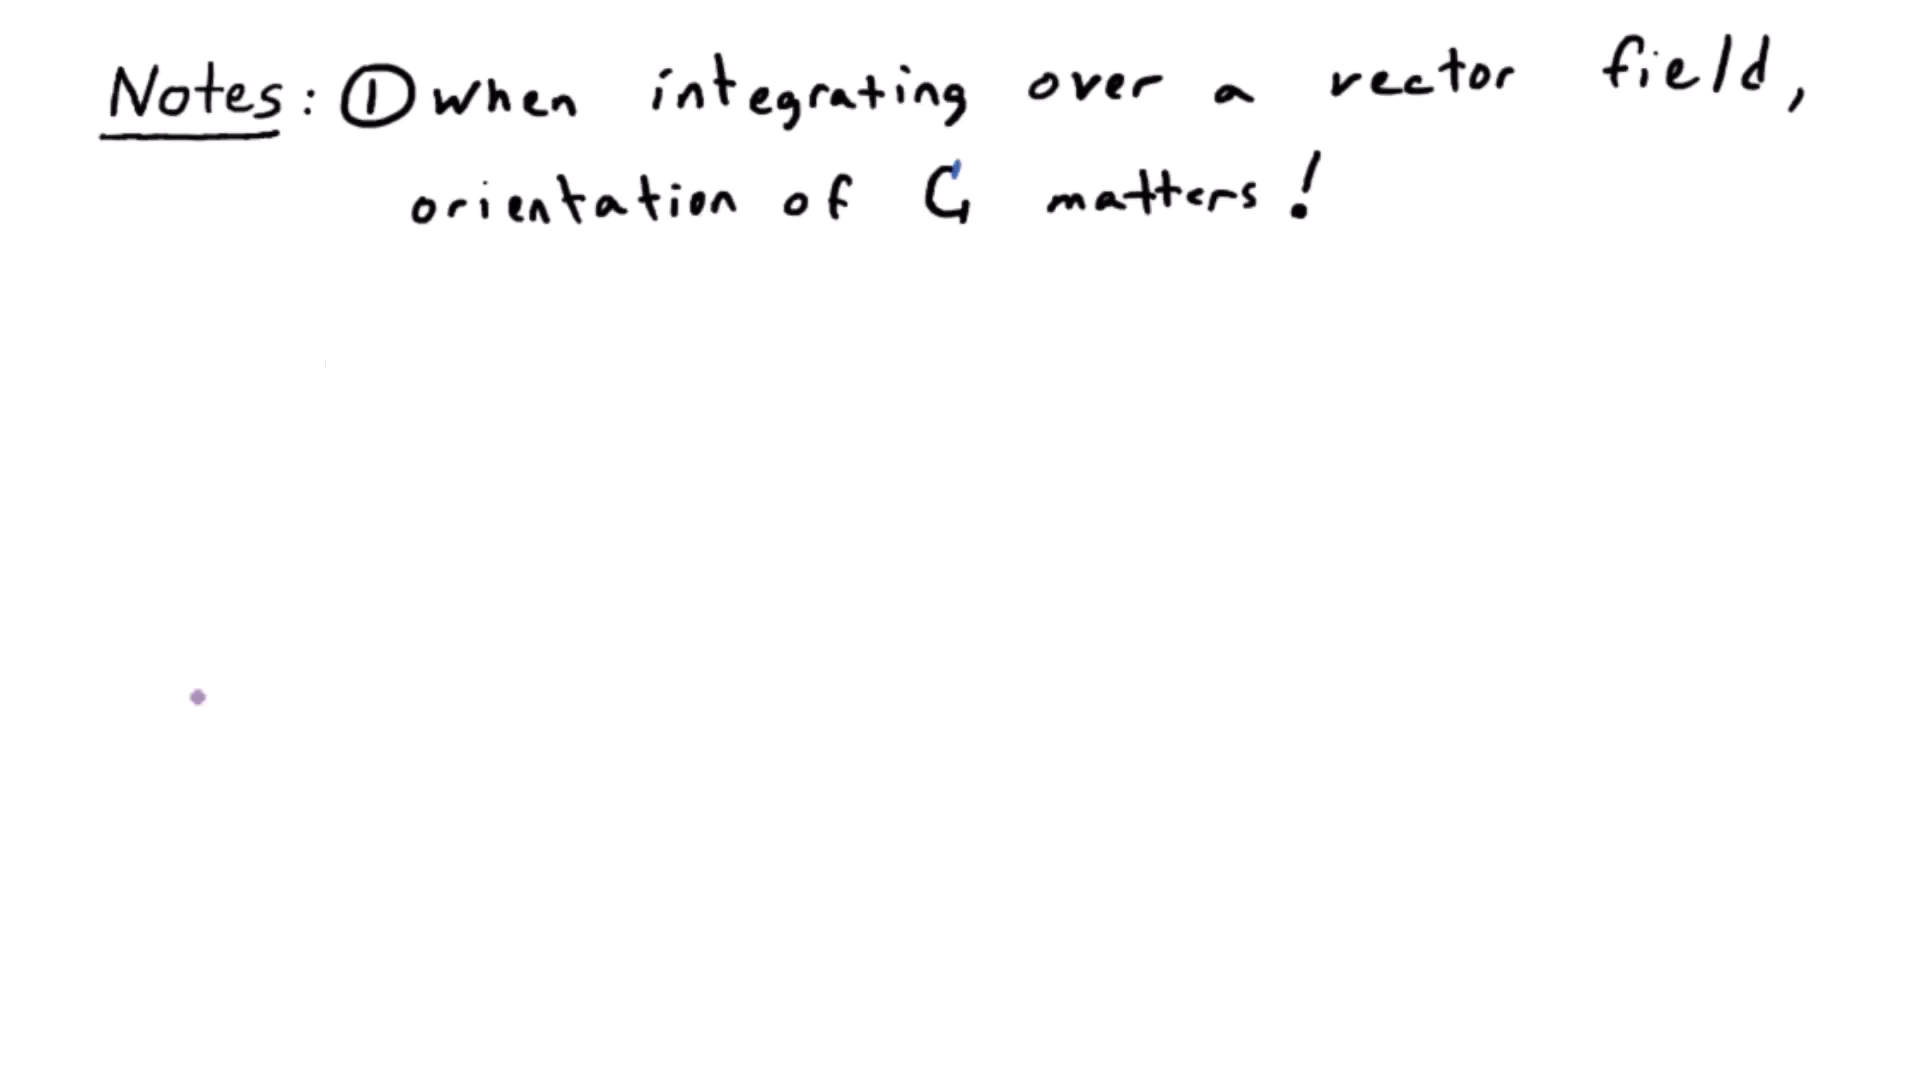 Notes: ① when integrating over a vector field,
orientation of C matters!